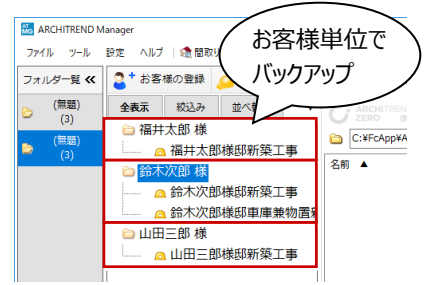 ARCHITREND Manager
お客様単位で
バックアップ
ファイル ツール 設定 ヘルプ 間取り
フォルダ一覧 ≪
お客様の登録
(無題)
(3)
(無題)
(3)
全表示 絞込み 並べ
福井太郎 様
福井太郎様邸新築工事
鈴木次郎 様
鈴木次郎様邸新築工事
鈴木次郎様邸車庫兼物置
山田三郎 様
山田三郎様邸新築工事
ARCHITREN
ZERO
C:¥FcApp¥A
名前 ▲